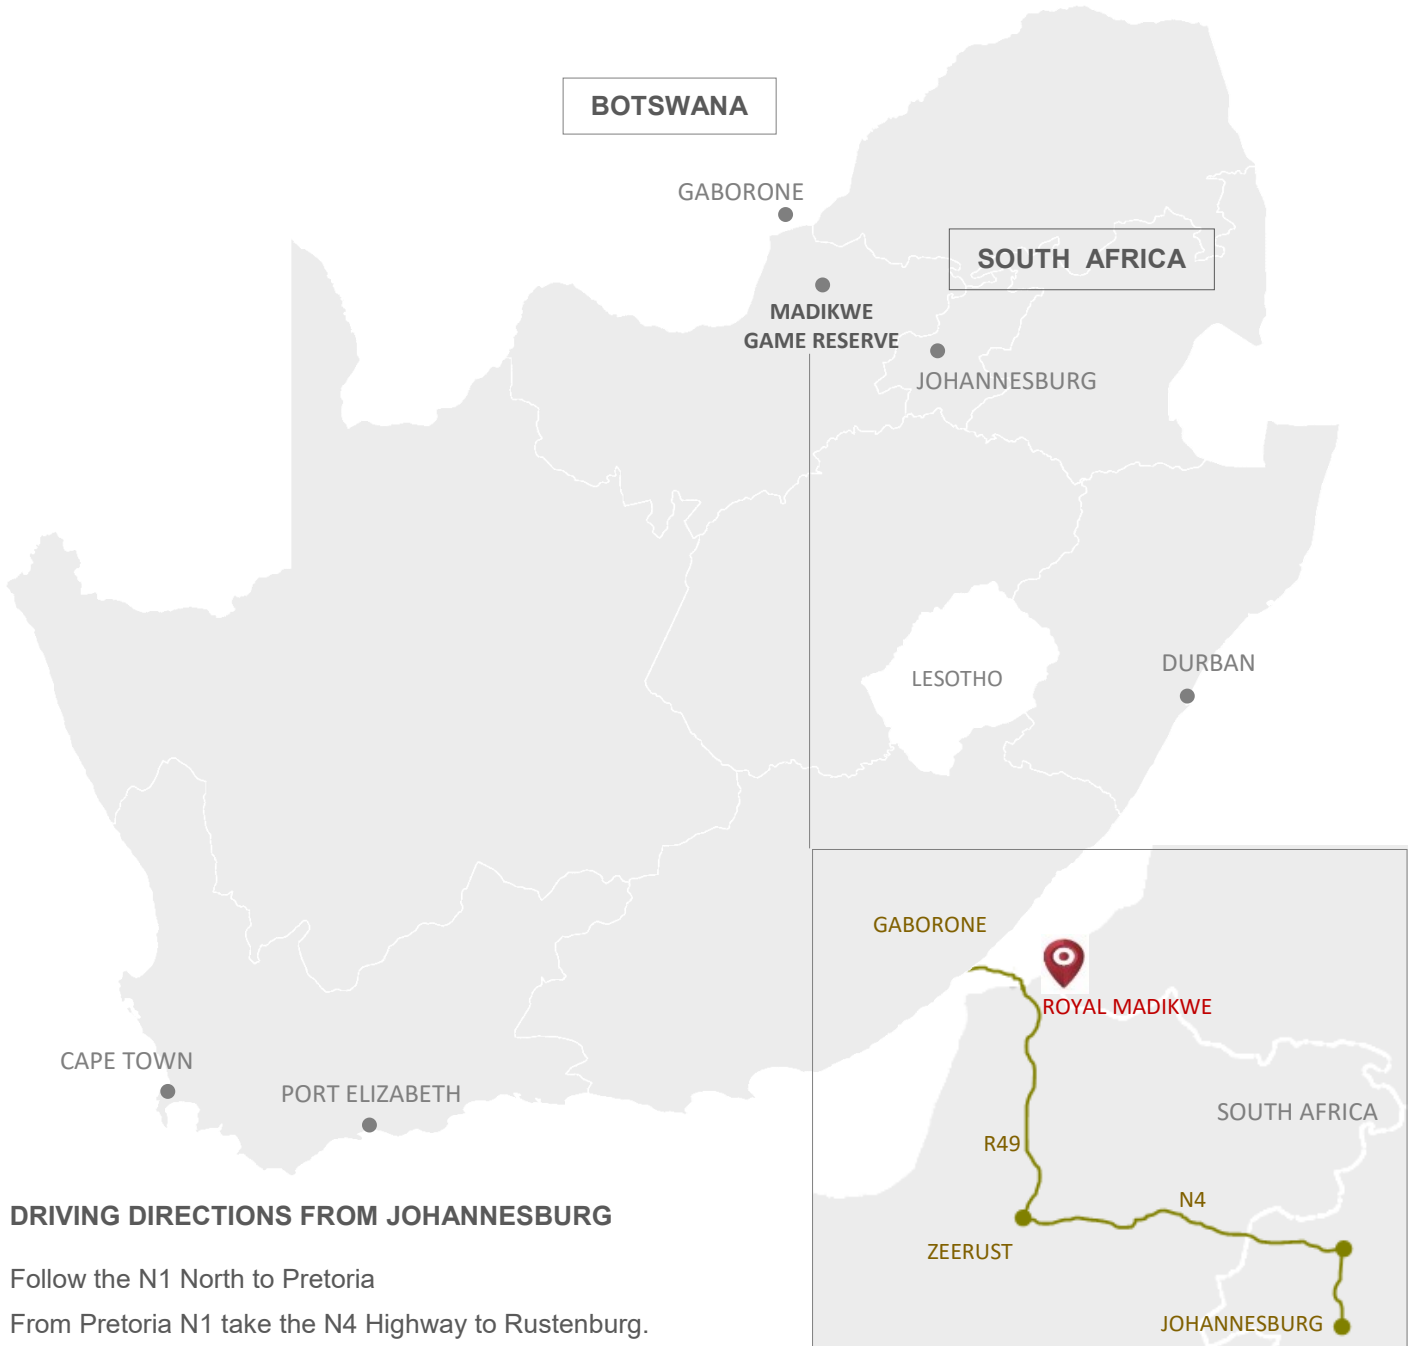 BOTSWANA
GABORONE
SOUTH AFRICA
MADIKWE
GAME RESERVE
JOHANNESBURG
LESOTHO
DURBAN
CAPE TOWN
PORT ELIZABETH
GABORONE
ROYAL MADIKWE
SOUTH AFRICA
R49
N4
ZEERUST
JOHANNESBURG
DRIVING DIRECTIONS FROM JOHANNESBURG
Follow the N1 North to Pretoria
From Pretoria N1 take the N4 Highway to Rustenburg.